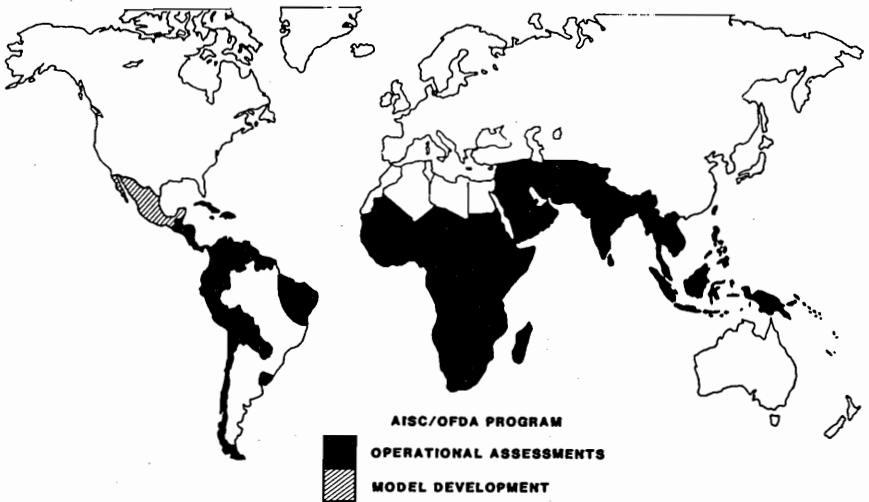 AISC/OFDA PROGRAM
OPERATIONAL ASSESSMENTS
MODEL DEVELOPMENT